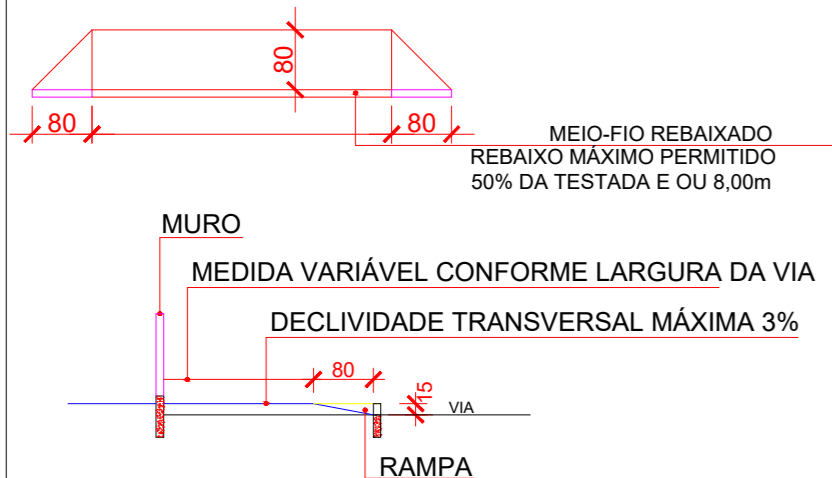 80
80
80
MEIO-FIO REBAIXADO
REBAIXO MÁXIMO PERMITIDO
50% DA TESTADA E OU 8,00m
MURO
MEDIDA VARIÁVEL CONFORME LARGURA DA VIA
DECLIVIDADE TRANSVERSAL MÁXIMA 3%
80
15
VIA
RAMPA